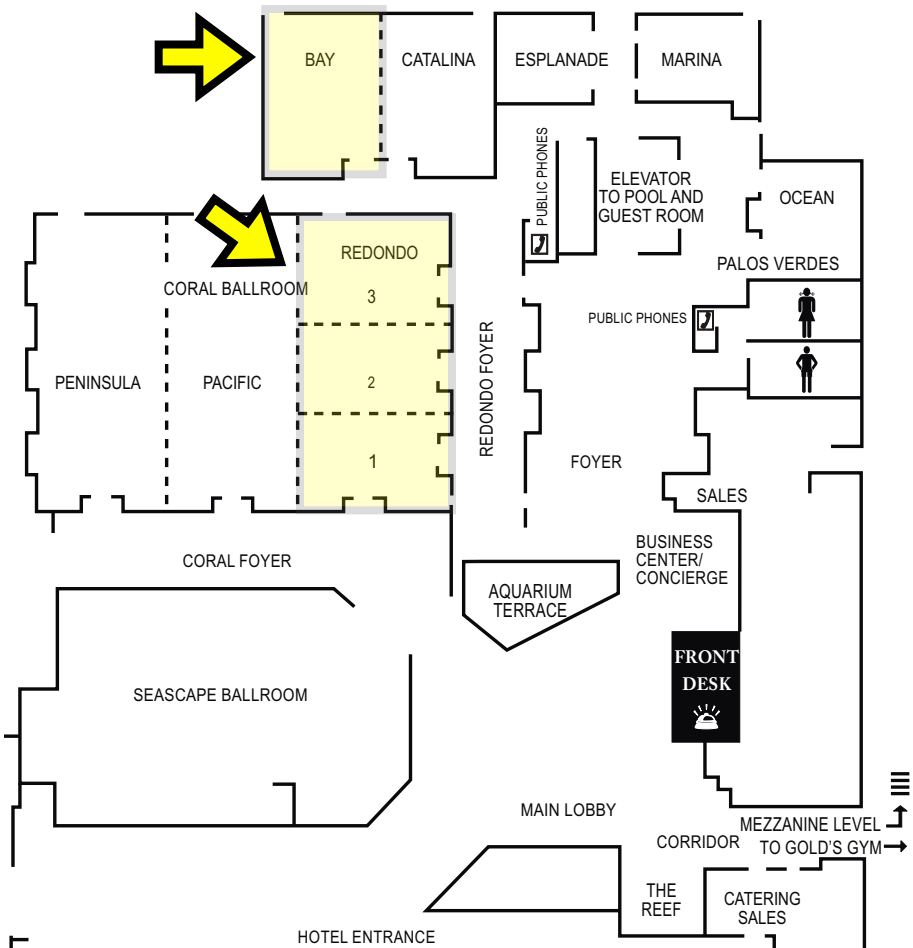 BAY
CATALINA
ESPLANADE
MARINA
PUBLIC PHONES
ELEVATOR
TO POOL AND
GUEST ROOM
OCEAN
REDONDO
PALOS VERDES
CORAL BALLROOM
3
PUBLIC PHONES
PENINSULA
PACIFIC
2
REDONDO FOYER
1
FOYER
SALES
CORAL FOYER
BUSINESS
CENTER/
CONCIERGE
AQUARIUM
TERRACE
FRONT
DESK
SEASCAPE BALLROOM
MAIN LOBBY
MEZZANINE LEVEL
CORRIDOR
TO GOLD'S GYM
THE
REEF
CATERING
SALES
HOTEL ENTRANCE